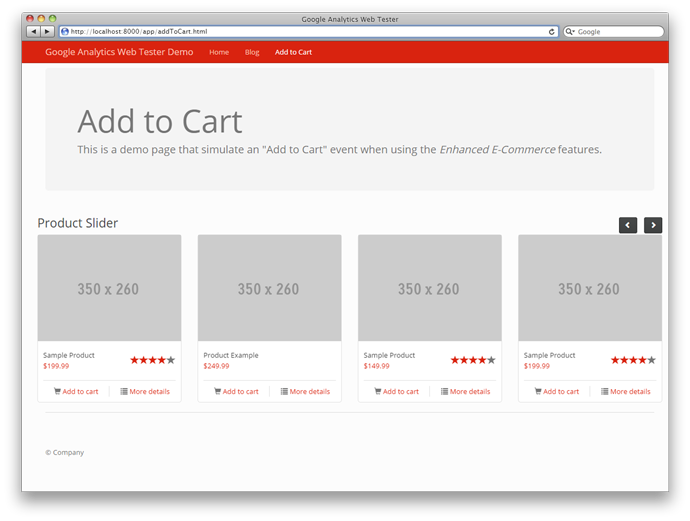 Google Analytics Web Tester
http://localhost:8000/app/addToCart.html
Google
Google Analytics Web Tester Demo Home Blog Add to Cart
Add to Cart
This is a demo page that simulate an "Add to Cart" event when using the Enhanced E-Commerce features.
Product Slider
350 x 260 350 x 260 350 x 260 350 x 260
Sample Product Product Example Sample Product Sample Product
$199.99 $249.99 $149.99 $199.99
Add to cart More details Add to cart More details Add to cart More details Add to cart More details
© Company